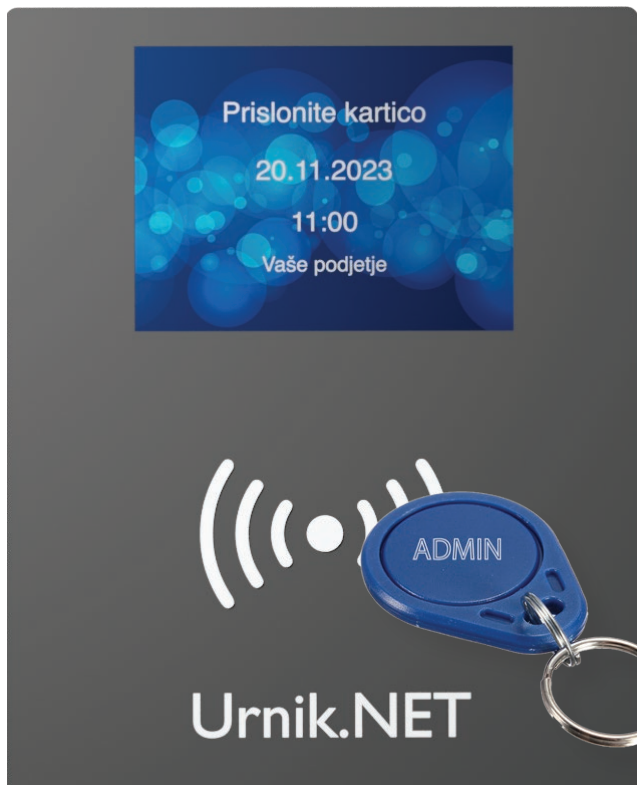 Prislonite kartico
20.11.2023
11:00
Vaše podjetje
ADMIN
Urnik.NET